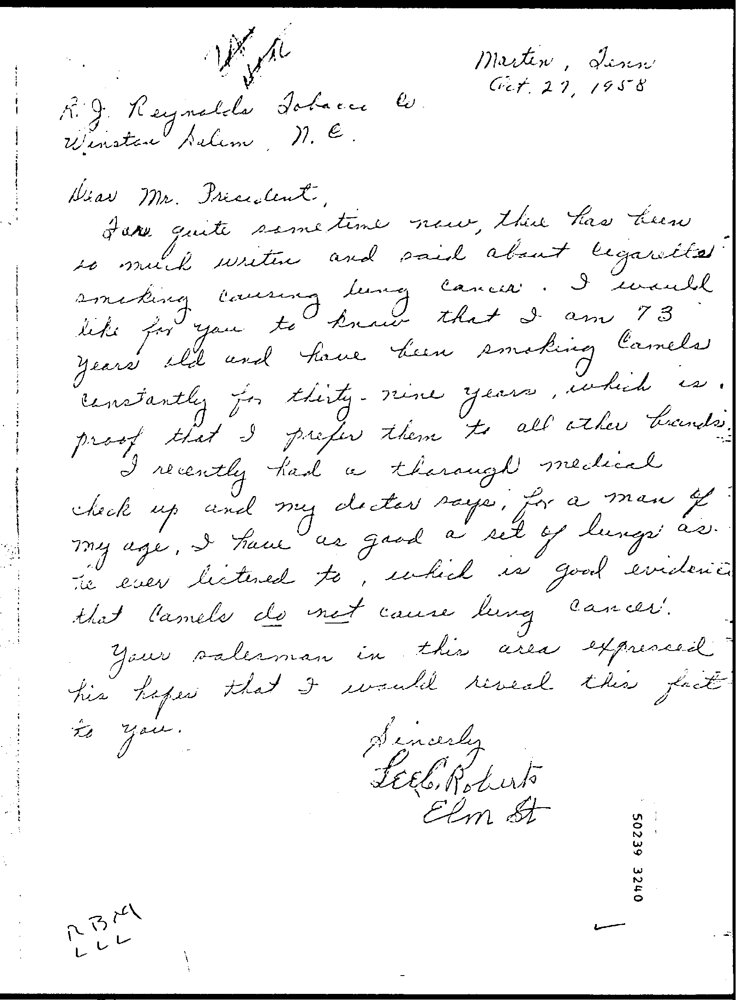 Martin, Tenn
Oct. 27, 1958
R. J. Reynolds Tobacco Co.
Winston Salem, N. C.
Dear Mr. President,
For quite sometime now, there has been
so much writen and said about Cigarette
smoking causing lung cancer. I would
like for you to know that I am 73
years old and have been smoking Camels
constantly for thirty-nine years, which is
proof that I prefer them to all other brands.
I recently had a thorough medical
check up and my doctor says, for a man of
my age, I have as good a set of lungs as
he ever listened to, which is good evidence
that Camels do not cause lung cancer.
Your salesman in this area expressed
his hopes that I would reveal this fact
to you.
Sincerly
Lee C. Roberts
Elm St
50239 3240
RBM
LLL